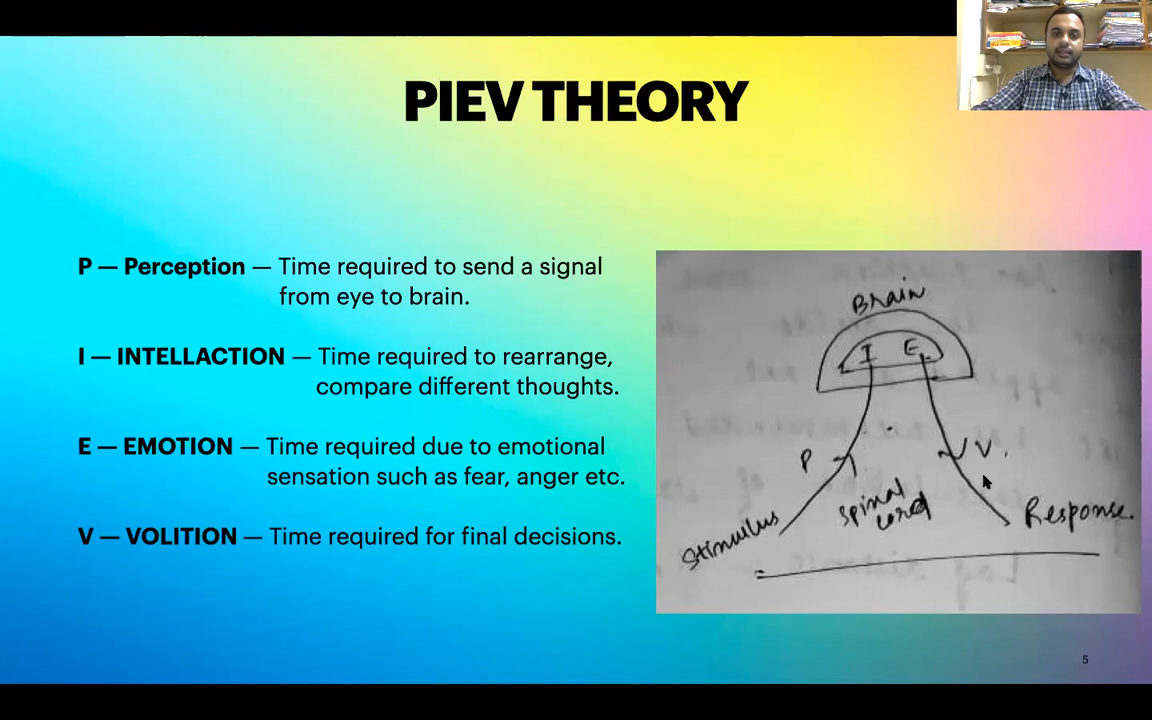 PIEV THEORY
P — Perception — Time required to send a signal
from eye to brain.
I — INTELLACTION — Time required to rearrange,
compare different thoughts.
E — EMOTION — Time required due to emotional
sensation such as fear, anger etc.
V — VOLITION — Time required for final decisions.
Brain
I E
P V.
Spinal
cord
Stimulus
Response.
5